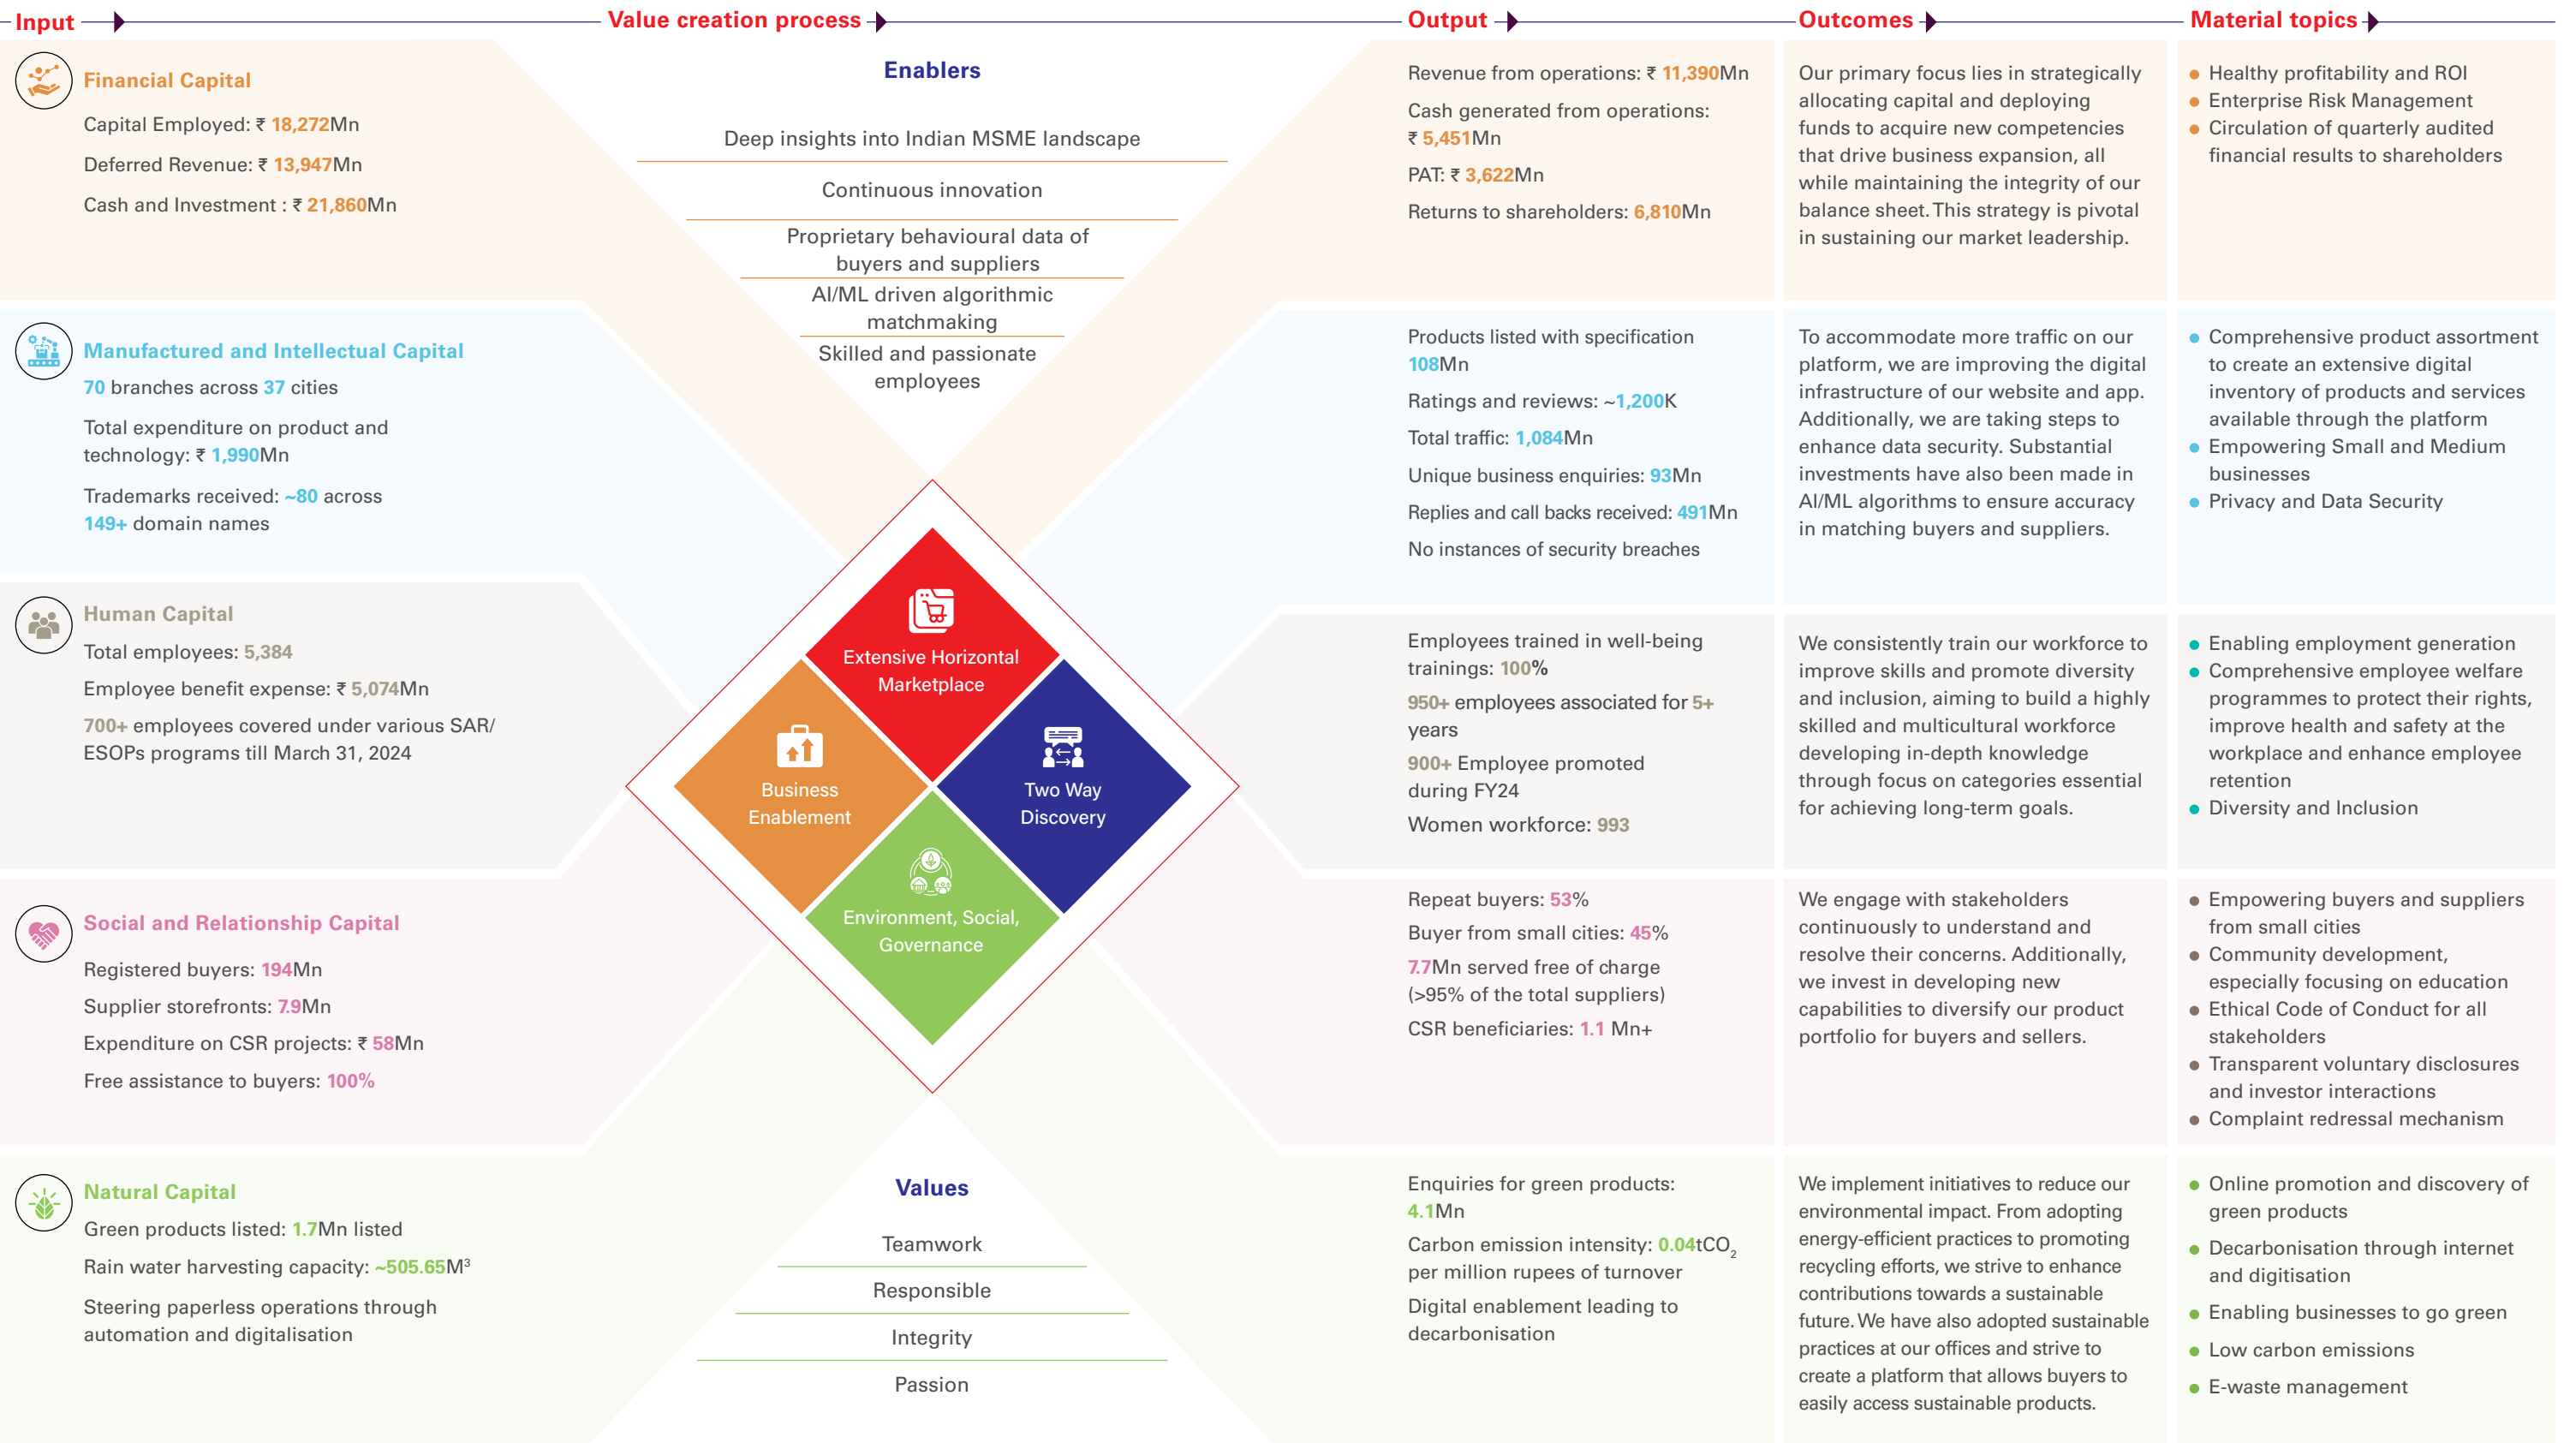 Input
Value creation process
Output
Outcomes
Material topics
Financial Capital
Capital Employed: ₹ 18,272Mn
Deferred Revenue: ₹ 13,947Mn
Cash and Investment : ₹ 21,860Mn
Manufactured and Intellectual Capital
70 branches across 37 cities
Total expenditure on product and
technology: ₹ 1,990Mn
Trademarks received: ~80 across
149+ domain names
Human Capital
Total employees: 5,384
Employee benefit expense: ₹ 5,074Mn
700+ employees covered under various SAR/
ESOPs programs till March 31, 2024
Social and Relationship Capital
Registered buyers: 194Mn
Supplier storefronts: 7.9Mn
Expenditure on CSR projects: ₹ 58Mn
Free assistance to buyers: 100%
Natural Capital
Green products listed: 1.7Mn listed
Rain water harvesting capacity: ~505.65M³
Steering paperless operations through
automation and digitalisation
Enablers
Deep insights into Indian MSME landscape
Continuous innovation
Proprietary behavioural data of
buyers and suppliers
AI/ML driven algorithmic
matchmaking
Skilled and passionate
employees
Extensive Horizontal
Marketplace
Business
Enablement
Two Way
Discovery
Environment, Social,
Governance
Values
Teamwork
Responsible
Integrity
Passion
Revenue from operations: ₹ 11,390Mn
Cash generated from operations:
₹ 5,451Mn
PAT: ₹ 3,622Mn
Returns to shareholders: 6,810Mn
Products listed with specification
108Mn
Ratings and reviews: ~1,200K
Total traffic: 1,084Mn
Unique business enquiries: 93Mn
Replies and call backs received: 491Mn
No instances of security breaches
Employees trained in well-being
trainings: 100%
950+ employees associated for 5+
years
900+ Employee promoted
during FY24
Women workforce: 993
Repeat buyers: 53%
Buyer from small cities: 45%
7.7Mn served free of charge
(>95% of the total suppliers)
CSR beneficiaries: 1.1 Mn+
Enquiries for green products:
4.1Mn
Carbon emission intensity: 0.04tCO₂
per million rupees of turnover
Digital enablement leading to
decarbonisation
Our primary focus lies in strategically
allocating capital and deploying
funds to acquire new competencies
that drive business expansion, all
while maintaining the integrity of our
balance sheet. This strategy is pivotal
in sustaining our market leadership.
To accommodate more traffic on our
platform, we are improving the digital
infrastructure of our website and app.
Additionally, we are taking steps to
enhance data security. Substantial
investments have also been made in
AI/ML algorithms to ensure accuracy
in matching buyers and suppliers.
We consistently train our workforce to
improve skills and promote diversity
and inclusion, aiming to build a highly
skilled and multicultural workforce
developing in-depth knowledge
through focus on categories essential
for achieving long-term goals.
We engage with stakeholders
continuously to understand and
resolve their concerns. Additionally,
we invest in developing new
capabilities to diversify our product
portfolio for buyers and sellers.
We implement initiatives to reduce our
environmental impact. From adopting
energy-efficient practices to promoting
recycling efforts, we strive to enhance
contributions towards a sustainable
future. We have also adopted sustainable
practices at our offices and strive to
create a platform that allows buyers to
easily access sustainable products.
• Healthy profitability and ROI
• Enterprise Risk Management
• Circulation of quarterly audited
financial results to shareholders
• Comprehensive product assortment
to create an extensive digital
inventory of products and services
available through the platform
• Empowering Small and Medium
businesses
• Privacy and Data Security
• Enabling employment generation
• Comprehensive employee welfare
programmes to protect their rights,
improve health and safety at the
workplace and enhance employee
retention
• Diversity and Inclusion
• Empowering buyers and suppliers
from small cities
• Community development,
especially focusing on education
• Ethical Code of Conduct for all
stakeholders
• Transparent voluntary disclosures
and investor interactions
• Complaint redressal mechanism
• Online promotion and discovery of
green products
• Decarbonisation through internet
and digitisation
• Enabling businesses to go green
• Low carbon emissions
• E-waste management